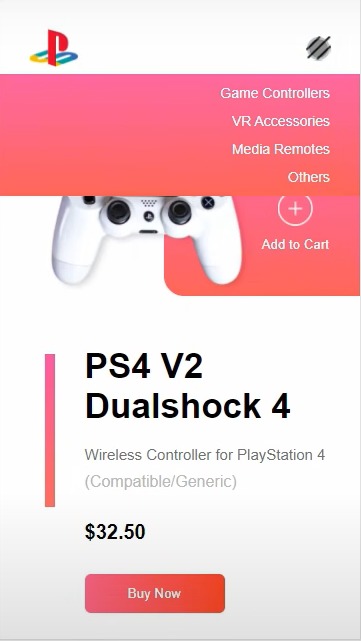 Game Controllers
VR Accessories
Media Remotes
Others
Add to Cart
PS4 V2
Dualshock 4
Wireless Controller for PlayStation 4
(Compatible/Generic)
$32.50
Buy Now